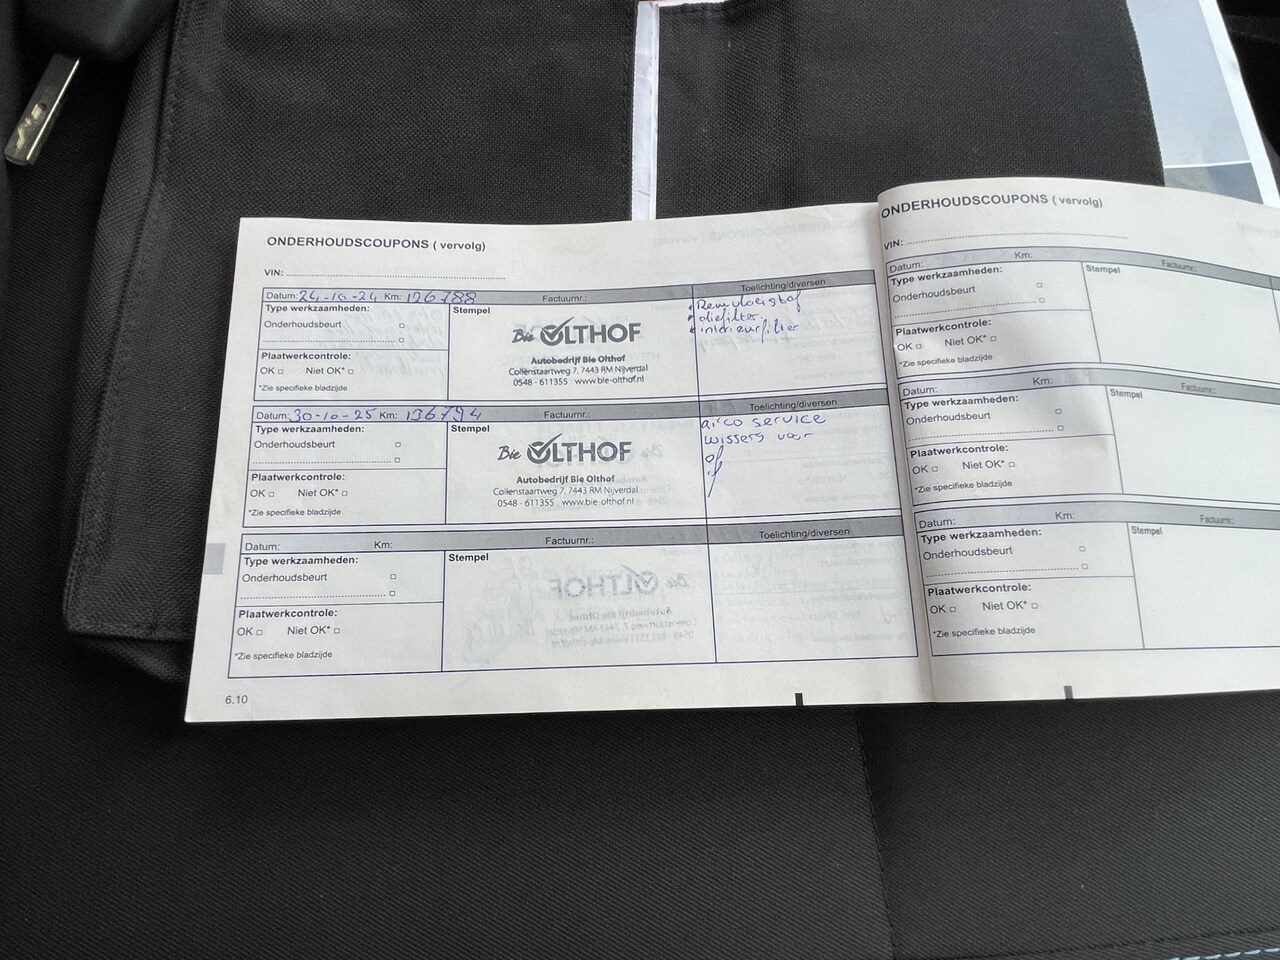 ONDERHOUDSCOUPONS ( vervolg)
VIN:
Datum: 24-10-24 Km: 126788 Factuurnr.: Toelichting/diversen
Type werkzaamheden:
Onderhoudsbeurt
Plaatwerkcontrole:
OK Niet OK*
*Zie specifieke bladzijde
Stempel
Bie OLTHOF
Autobedrijf Bie Olthof
Collenstaartweg 7, 7443 RM Nijverdal
0548 - 611355 www.bie-olthof.nl
Remvloeistof
oliefilter
interieurfilter
Datum: 30-10-25 Km: 136794 Factuurnr.: Toelichting/diversen
Type werkzaamheden:
Onderhoudsbeurt
Plaatwerkcontrole:
OK Niet OK*
*Zie specifieke bladzijde
Stempel
Bie OLTHOF
Autobedrijf Bie Olthof
Collenstaartweg 7, 7443 RM Nijverdal
0548 - 611355 www.bie-olthof.nl
airco service
wissers voor
Datum: Km: Factuurnr.: Toelichting/diversen
Type werkzaamheden:
Onderhoudsbeurt
Plaatwerkcontrole:
OK Niet OK*
*Zie specifieke bladzijde
Stempel
6.10
ONDERHOUDSCOUPONS ( vervolg)
VIN:
Datum: Km: Factuurnr.:
Type werkzaamheden:
Onderhoudsbeurt
Plaatwerkcontrole:
OK Niet OK*
*Zie specifieke bladzijde
Stempel
Datum: Km: Factuurnr.:
Type werkzaamheden:
Onderhoudsbeurt
Plaatwerkcontrole:
OK Niet OK*
*Zie specifieke bladzijde
Stempel
Datum: Km: Factuurnr.:
Type werkzaamheden:
Onderhoudsbeurt
Plaatwerkcontrole:
OK Niet OK*
*Zie specifieke bladzijde
Stempel